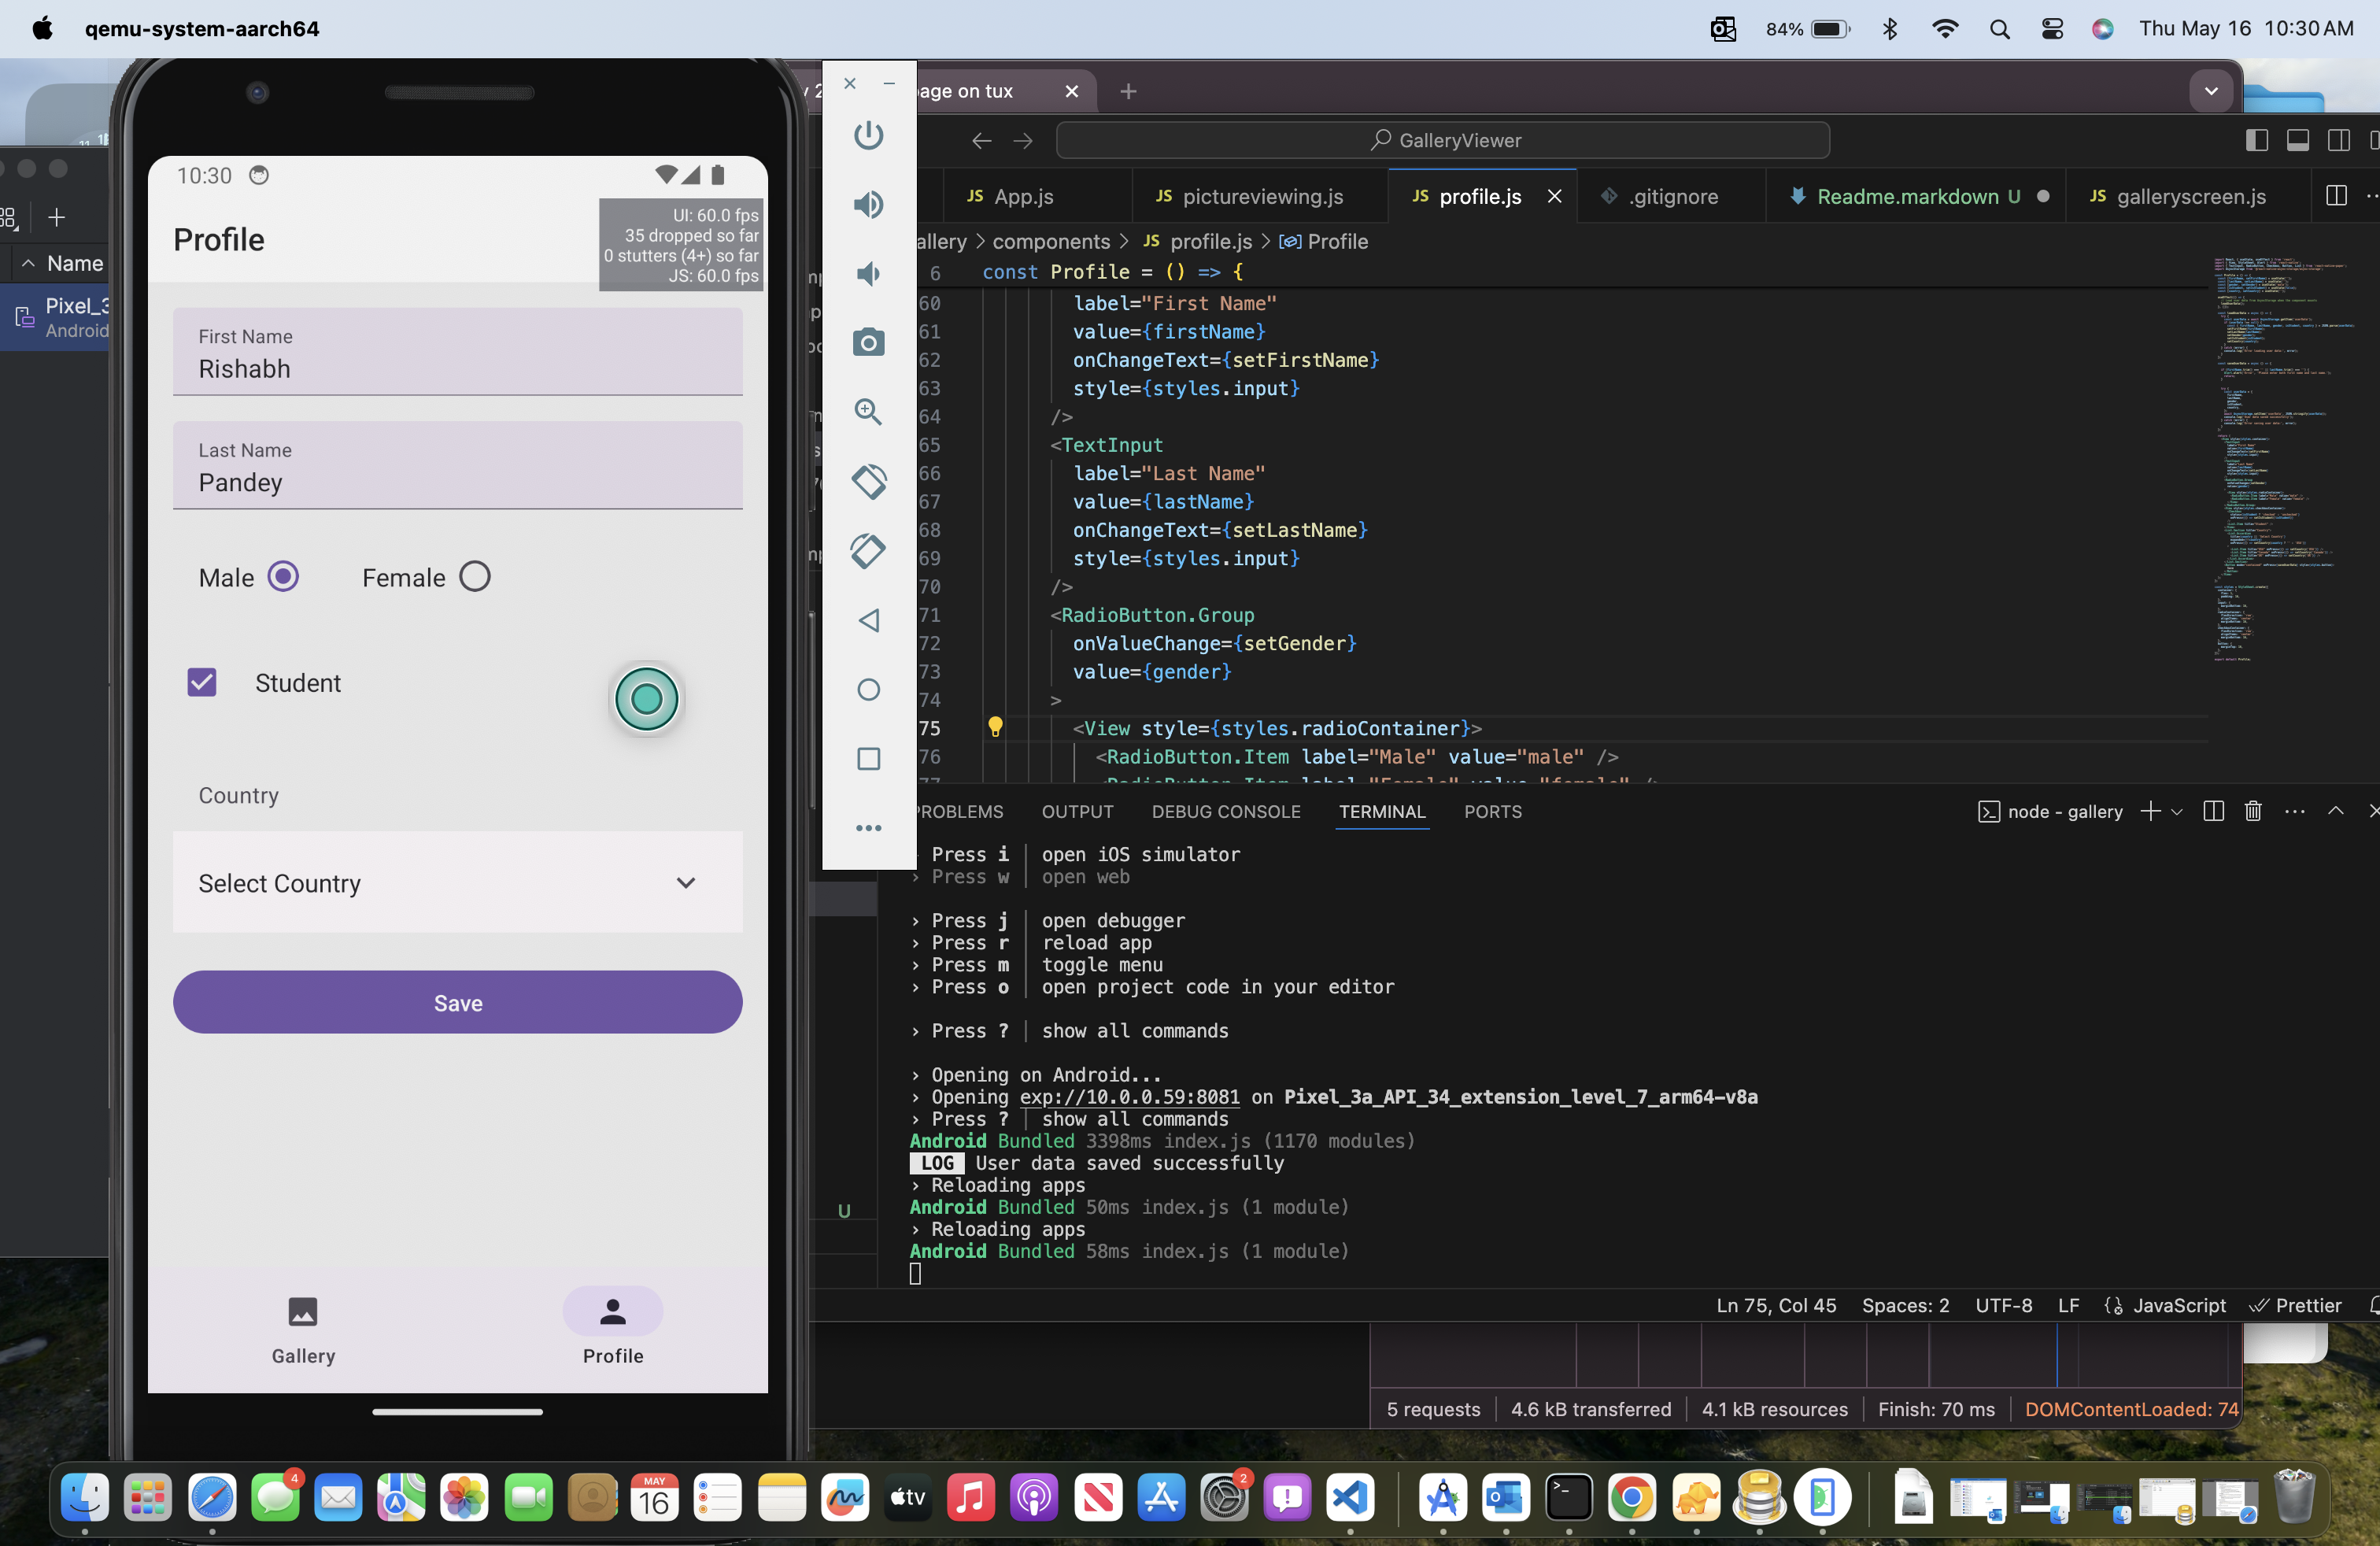 qemu-system-aarch64
84%
Thu May 16 10:30 AM
age on tux
GalleryViewer
App.js
pictureviewing.js
profile.js
.gitignore
Readme.markdown U
galleryscreen.js
allery > components > JS profile.js > Profile
6 const Profile = () => {
60 label="First Name"
61 value={firstName}
62 onChangeText={setFirstName}
63 style={styles.input}
64 />
65 <TextInput
66 label="Last Name"
67 value={lastName}
68 onChangeText={setLastName}
69 style={styles.input}
70 />
71 <RadioButton.Group
72 onValueChange={setGender}
73 value={gender}
74 >
75 <View style={styles.radioContainer}>
76 <RadioButton.Item label="Male" value="male" />
77 <RadioButton.Item label="Female" value="female" />
Name
Pixel_3
Android
10:30
UI: 60.0 fps
35 dropped so far
0 stutters (4+) so far
JS: 60.0 fps
Profile
First Name
Rishabh
Last Name
Pandey
Male
Female
Student
Country
Select Country
Save
Gallery
Profile
PROBLEMS
OUTPUT
DEBUG CONSOLE
TERMINAL
PORTS
node - gallery
› Press i │ open iOS simulator
› Press w │ open web
› Press j │ open debugger
› Press r │ reload app
› Press m │ toggle menu
› Press o │ open project code in your editor
› Press ? │ show all commands
› Opening on Android...
› Opening exp://10.0.0.59:8081 on Pixel_3a_API_34_extension_level_7_arm64-v8a
› Press ? │ show all commands
Android Bundled 3398ms index.js (1170 modules)
LOG User data saved successfully
› Reloading apps
Android Bundled 50ms index.js (1 module)
› Reloading apps
Android Bundled 58ms index.js (1 module)
U
Ln 75, Col 45
Spaces: 2
UTF-8
LF
JavaScript
Prettier
5 requests
4.6 kB transferred
4.1 kB resources
Finish: 70 ms
DOMContentLoaded: 74
4
MAY
16
tv
2